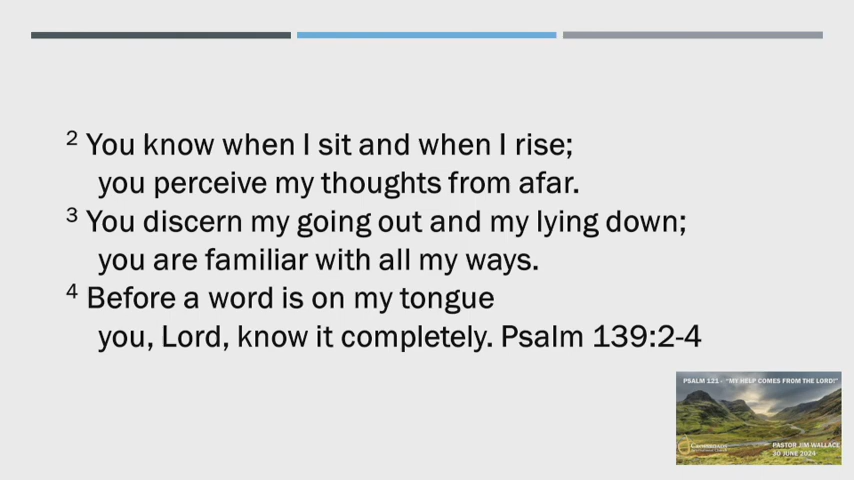 ² You know when I sit and when I rise;
you perceive my thoughts from afar.
³ You discern my going out and my lying down;
you are familiar with all my ways.
⁴ Before a word is on my tongue
you, Lord, know it completely. Psalm 139:2-4
PSALM 121 - "MY HELP COMES FROM THE LORD!"
PASTOR JIM WALLACE
30 JUNE 2024